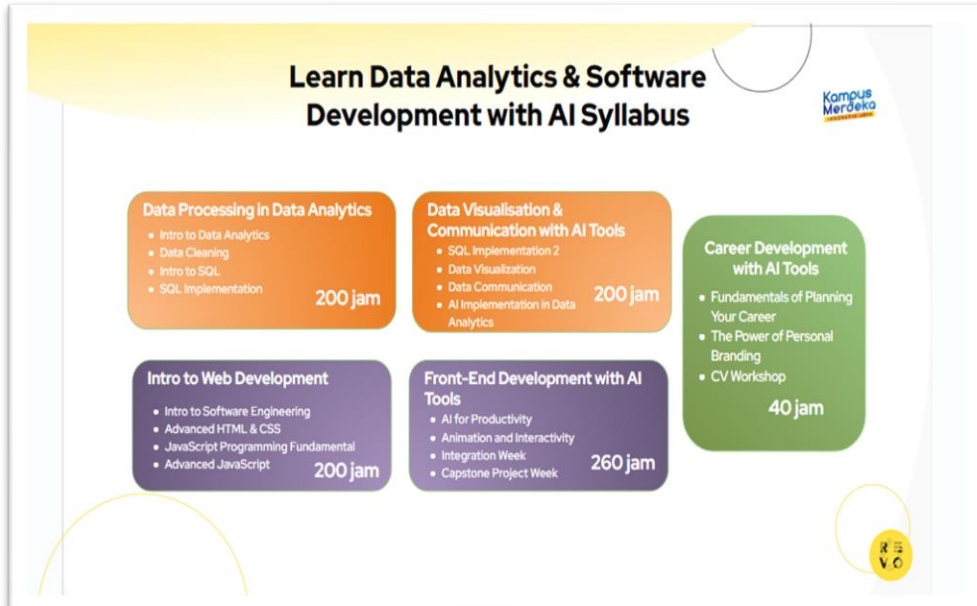 Learn Data Analytics & Software
Development with AI Syllabus
Kampus
Merdeka
Data Processing in Data Analytics
• Intro to Data Analytics
• Data Cleaning
• Intro to SQL
• SQL Implementation
200 jam
Data Visualisation &
Communication with AI Tools
• SQL Implementation 2
• Data Visualization
• Data Communication
• AI Implementation in Data
Analytics
200 jam
Career Development
with AI Tools
• Fundamentals of Planning
Your Career
• The Power of Personal
Branding
• CV Workshop
40 jam
Intro to Web Development
• Intro to Software Engineering
• Advanced HTML & CSS
• JavaScript Programming Fundamental
• Advanced JavaScript
200 jam
Front-End Development with AI
Tools
• AI for Productivity
• Animation and Interactivity
• Integration Week
• Capstone Project Week
260 jam